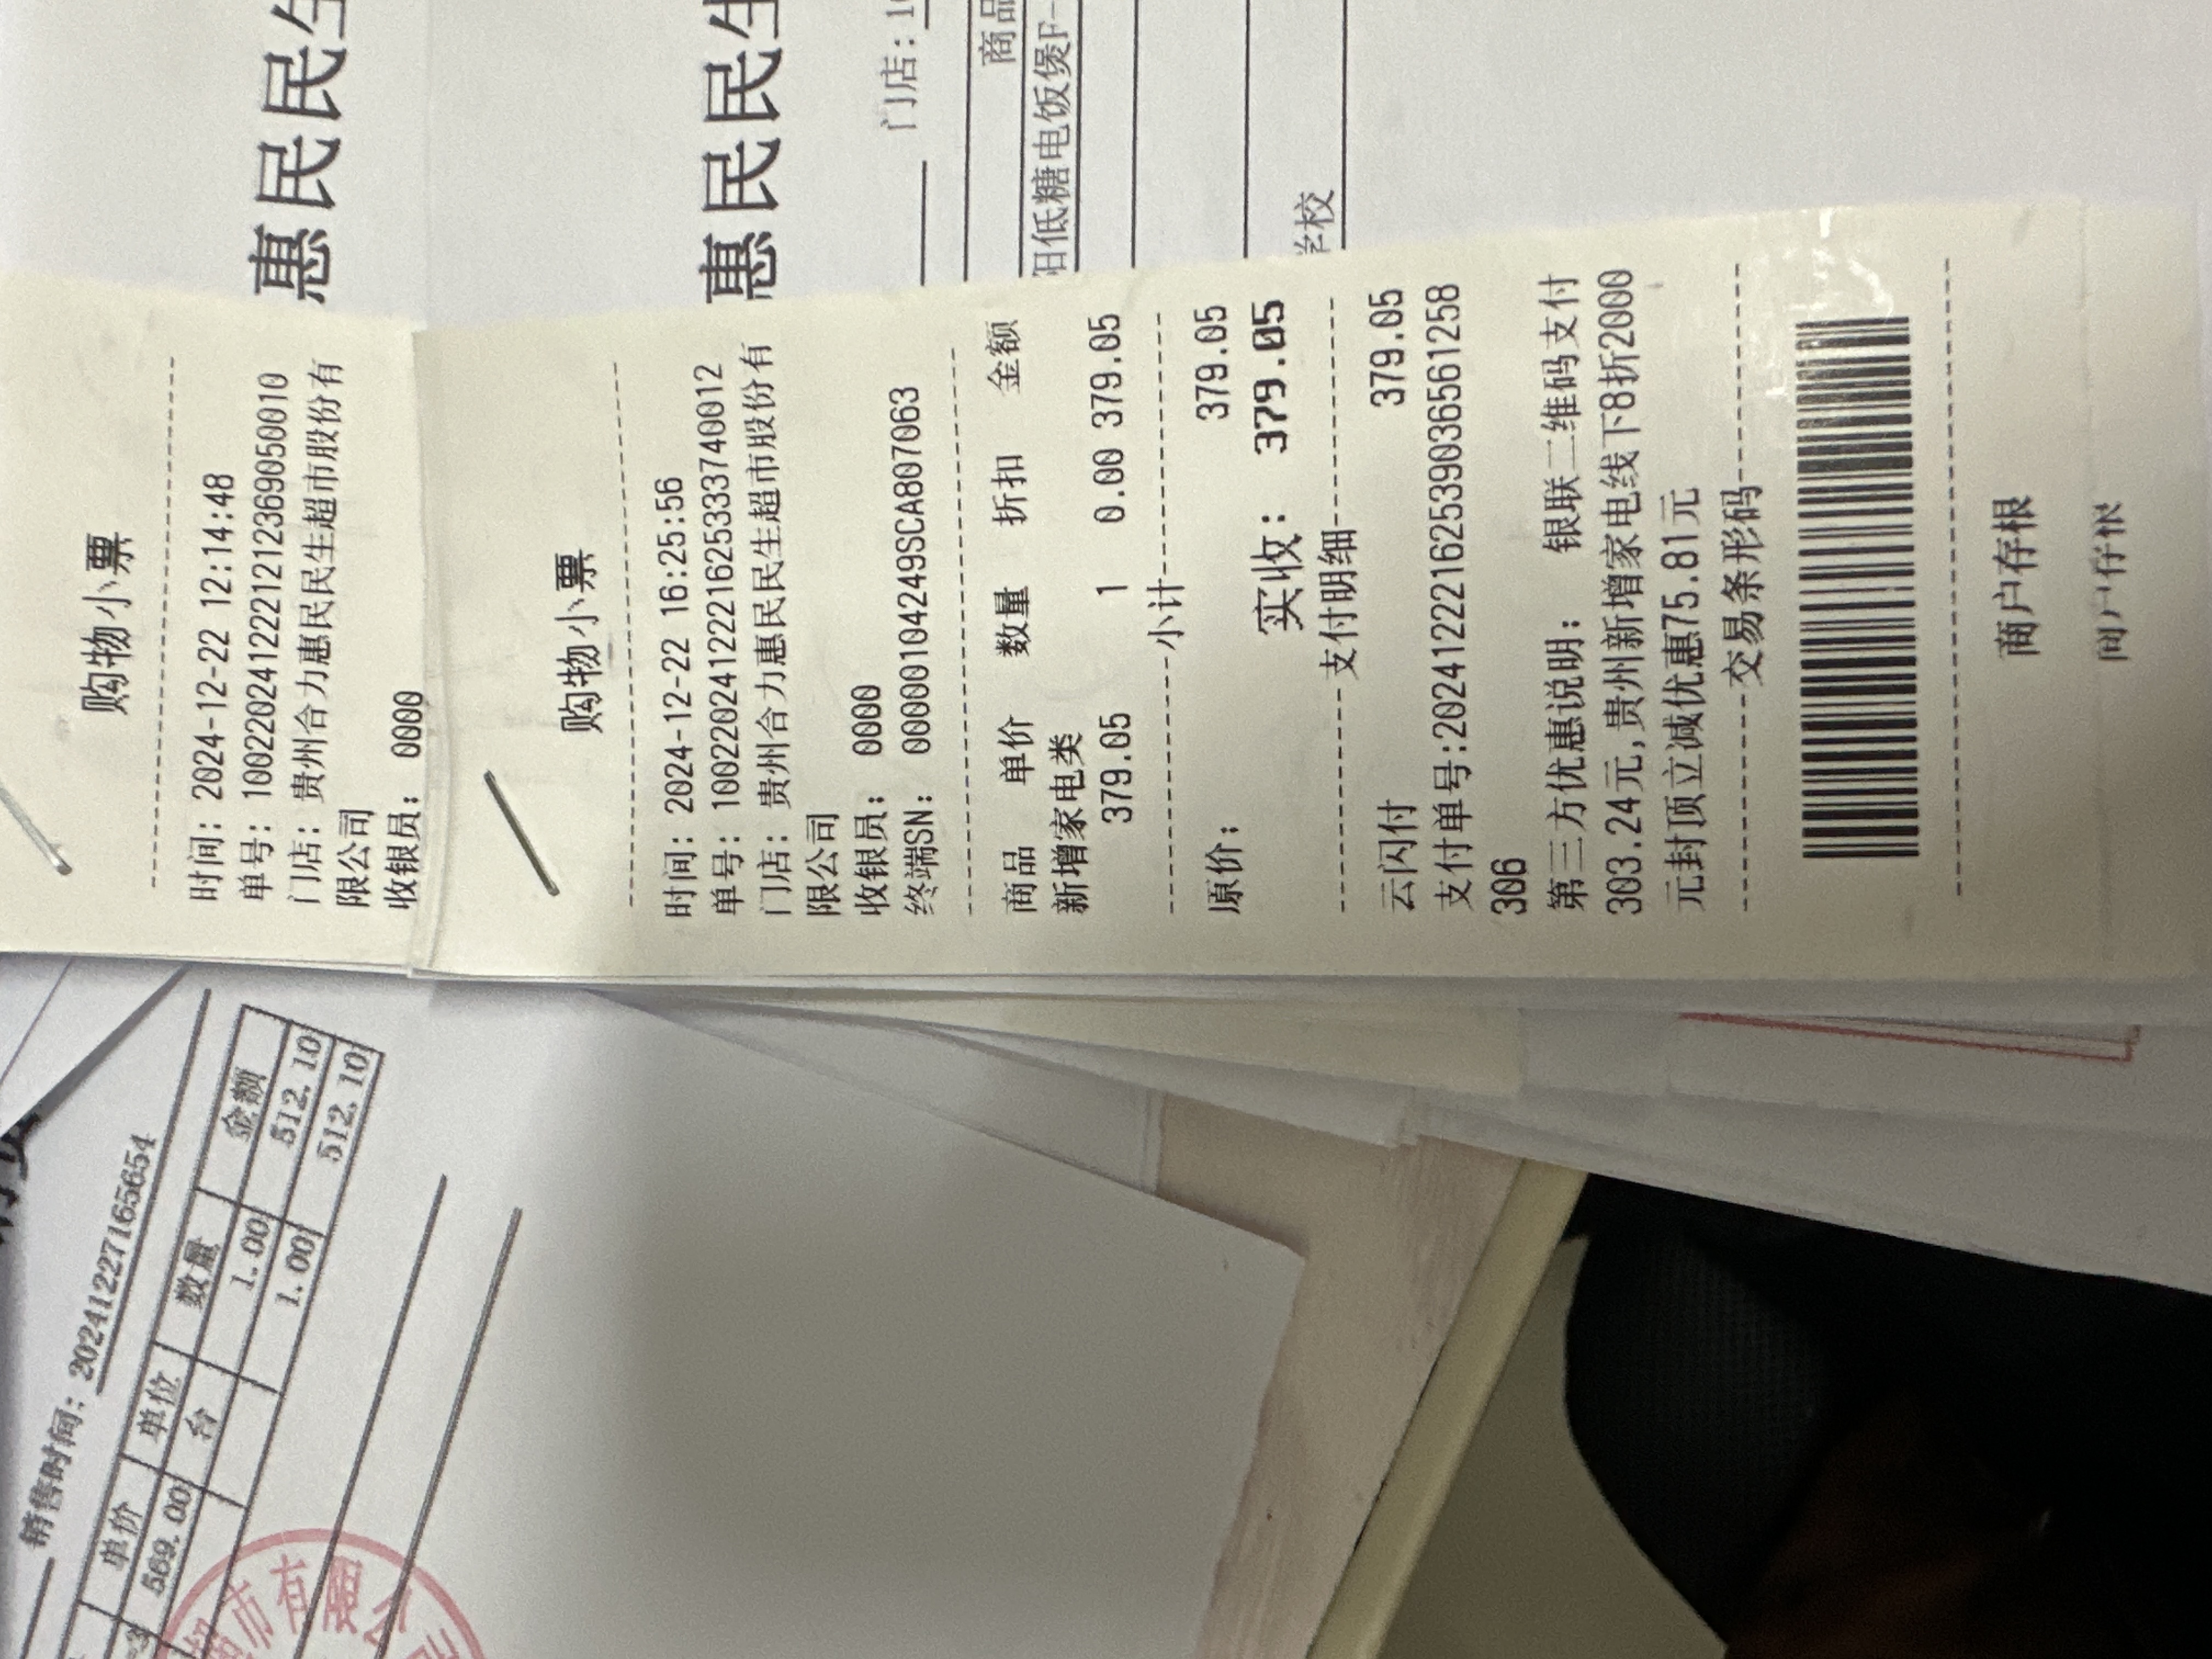 购物小票
时间: 2024-12-22 12:14:48
单号: 1002202412221212369050010
门店: 贵州合力惠民民生超市股份有
限公司
收银员: 0000
惠民民生
购物小票
时间: 2024-12-22 16:25:56
单号: 1002202412221625333740012
门店: 贵州合力惠民民生超市股份有
限公司
收银员: 0000
终端SN: 00000104249SCA807063
商品 单价 数量 折扣 金额
新增家电类
379.05 1 0.00 379.05
小计
原价: 379.05
实收: 379.05
支付明细
云闪付 379.05
支付单号:20241222162539036561258
306
第三方优惠说明: 银联二维码支付
303.24元,贵州新增家电线下8折2000
元封顶立减优惠75.81元
交易条形码
商户存根
商户存根
惠民民生
门店: 10
商品
阳低糖电饭煲F-
学校
销售时间: 20241227165654
单价 单位 数量 金额
569.00 台 1.00 512.10
1.00 512.10
超市有限公司